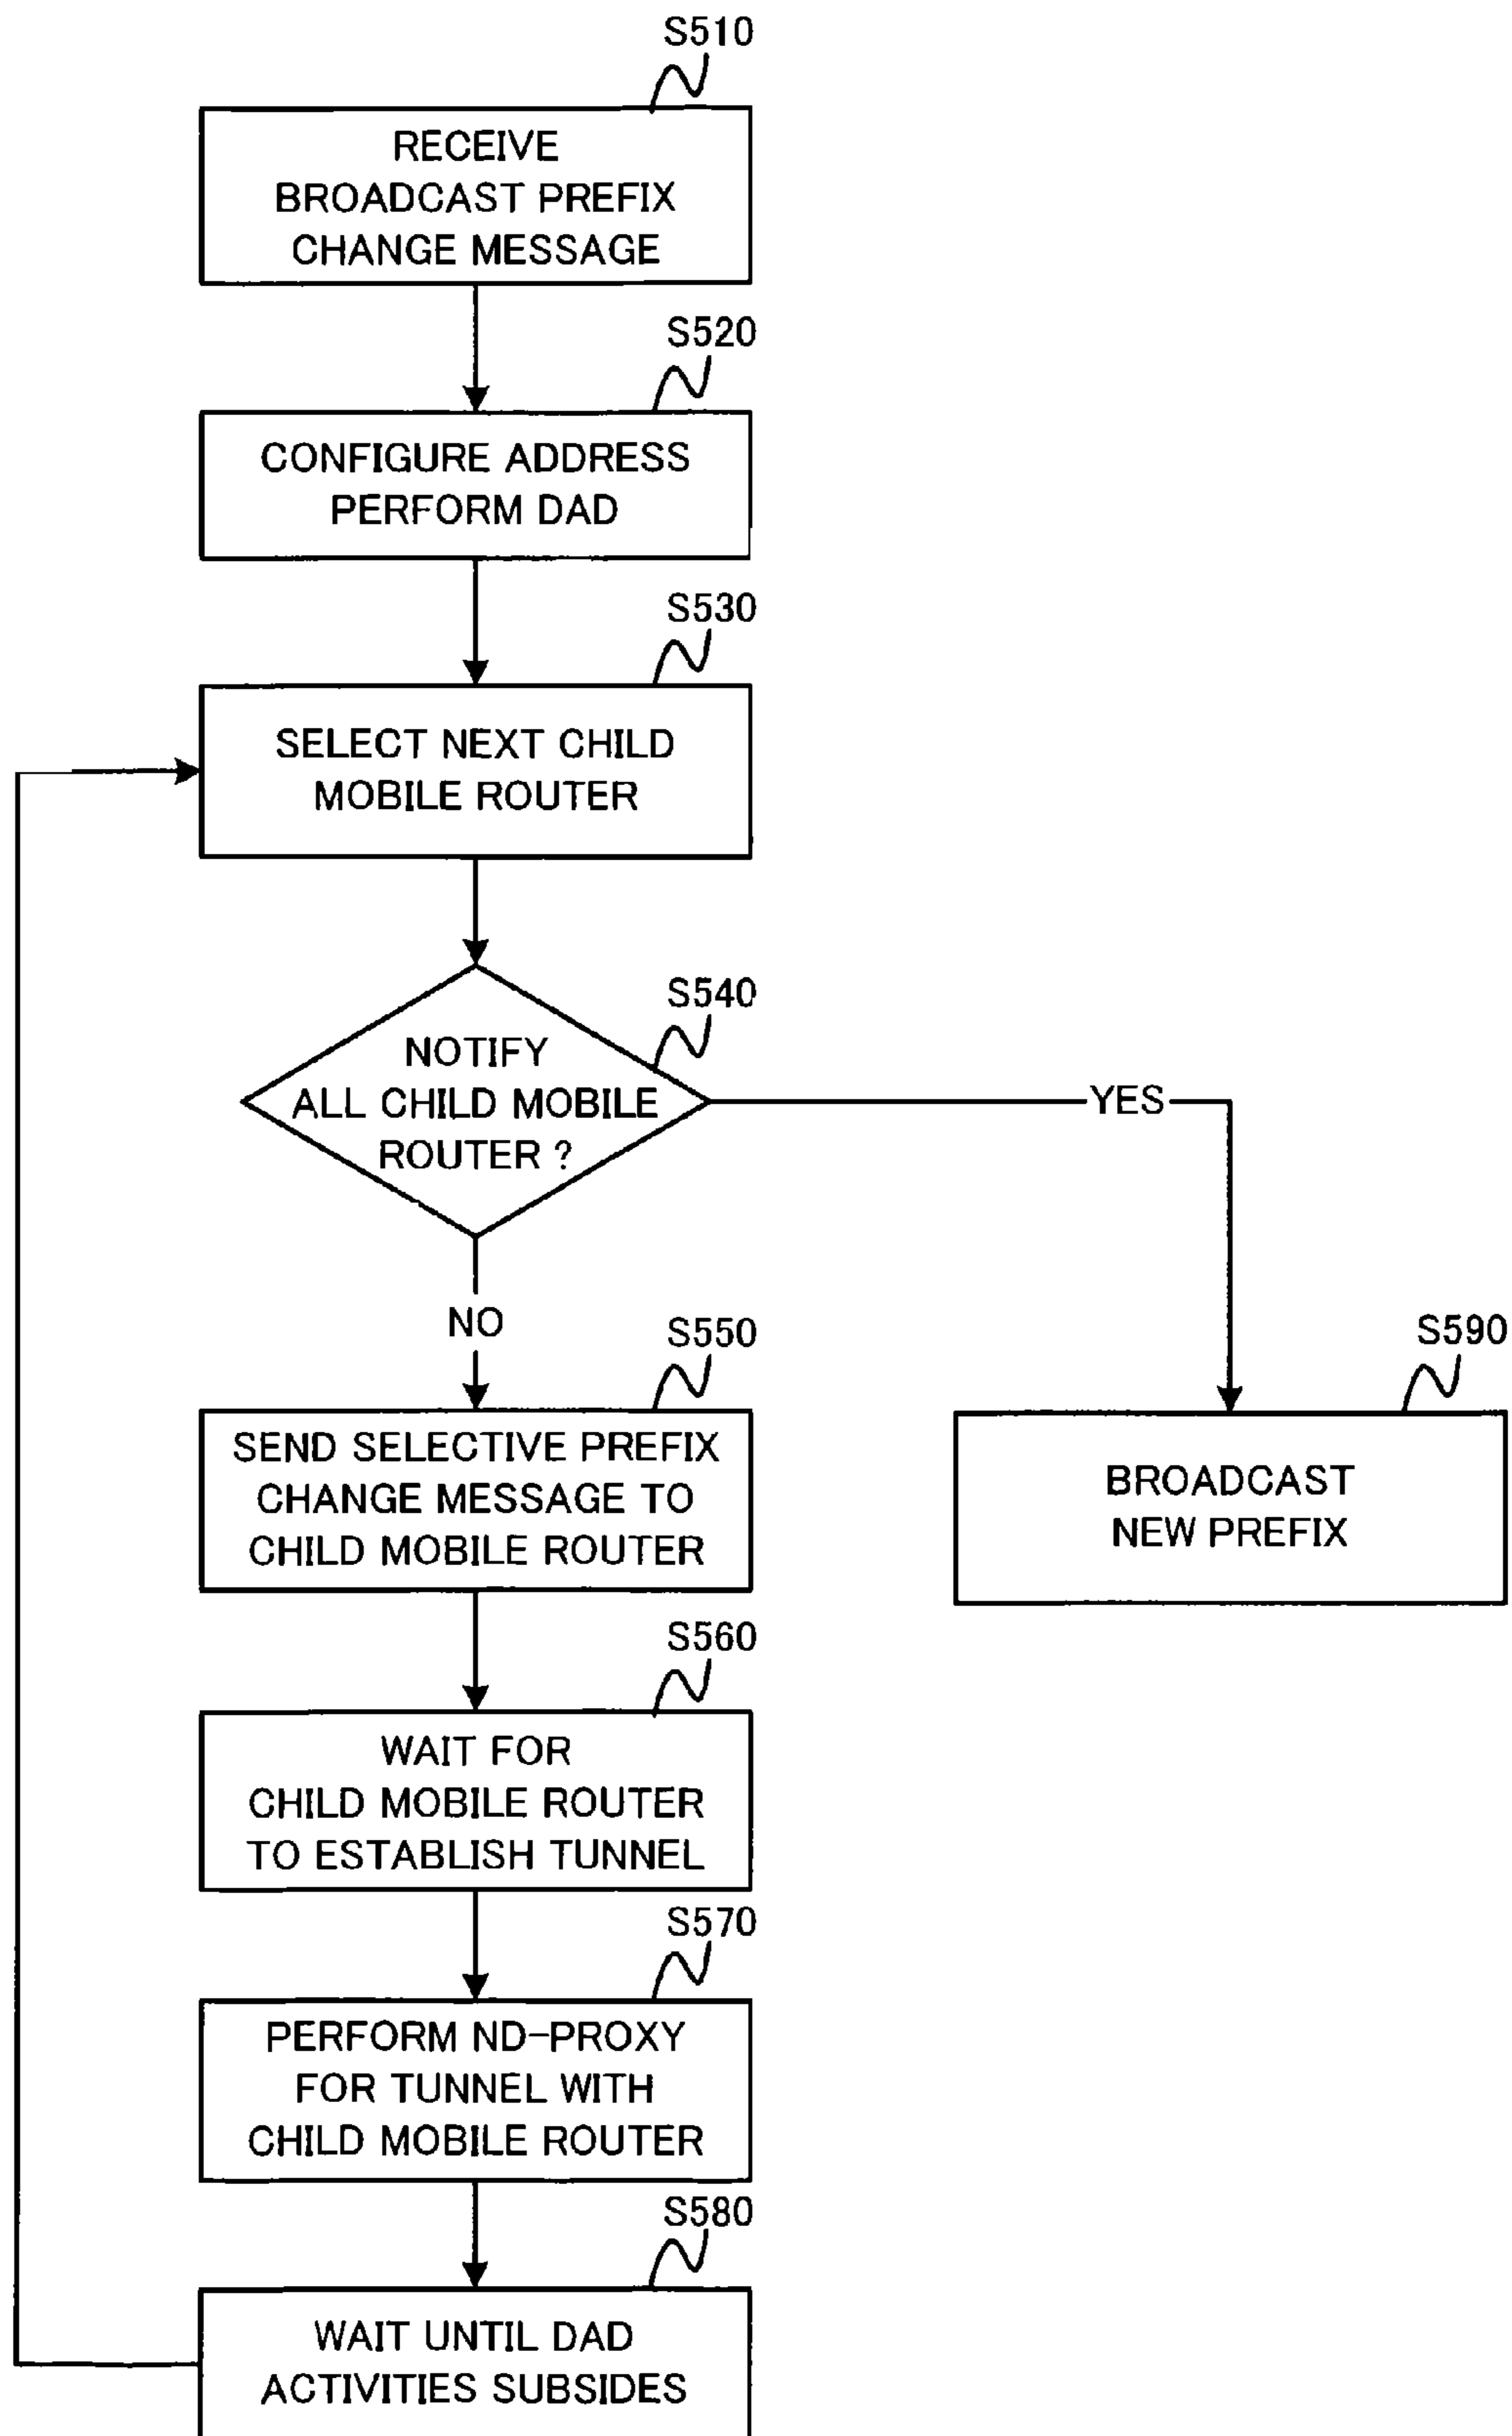 S510
RECEIVE
BROADCAST PREFIX
CHANGE MESSAGE
S520
CONFIGURE ADDRESS
PERFORM DAD
S530
SELECT NEXT CHILD
MOBILE ROUTER
S540
NOTIFY
ALL CHILD MOBILE
ROUTER ?
YES
NO
S550
SEND SELECTIVE PREFIX
CHANGE MESSAGE TO
CHILD MOBILE ROUTER
S590
BROADCAST
NEW PREFIX
S560
WAIT FOR
CHILD MOBILE ROUTER
TO ESTABLISH TUNNEL
S570
PERFORM ND-PROXY
FOR TUNNEL WITH
CHILD MOBILE ROUTER
S580
WAIT UNTIL DAD
ACTIVITIES SUBSIDES